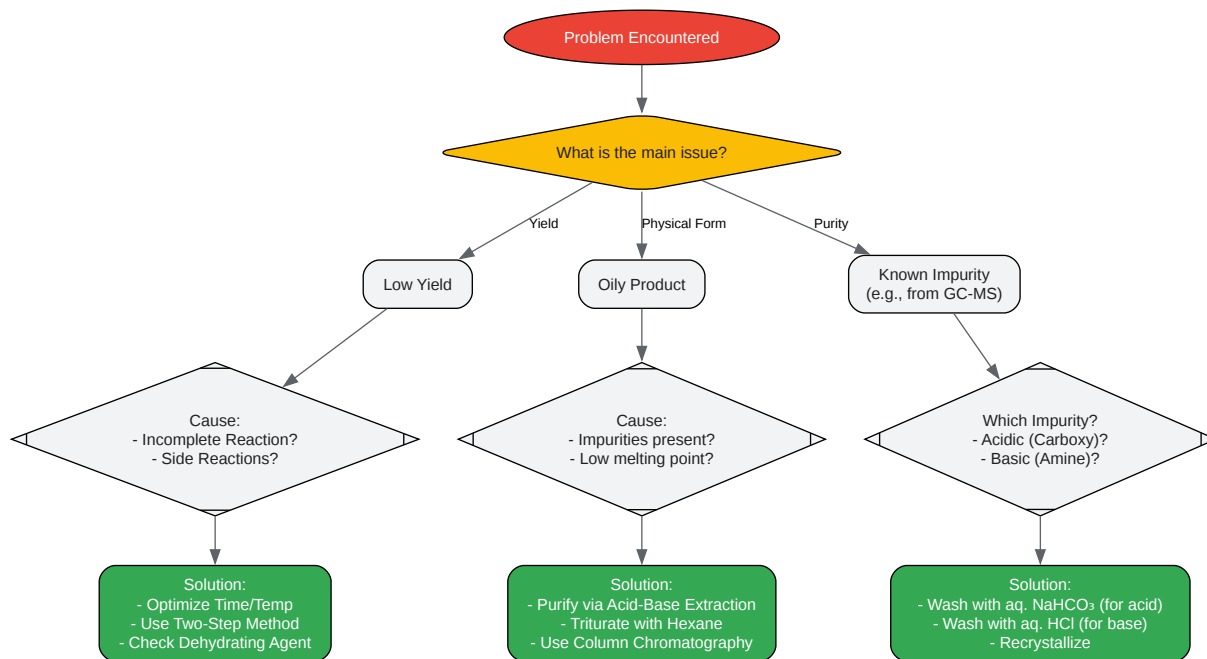 Problem Encountered
What is the main issue?
Yield
Physical Form
Purity
Low Yield
Oily Product
Known Impurity
(e.g., from GC-MS)
Cause:
- Incomplete Reaction?
- Side Reactions?
Cause:
- Impurities present?
- Low melting point?
Which Impurity?
- Acidic (Carboxy)?
- Basic (Amine)?
Solution:
- Optimize Time/Temp
- Use Two-Step Method
- Check Dehydrating Agent
Solution:
- Purify via Acid-Base Extraction
- Triturate with Hexane
- Use Column Chromatography
Solution:
- Wash with aq. NaHCO₃ (for acid)
- Wash with aq. HCl (for base)
- Recrystallize